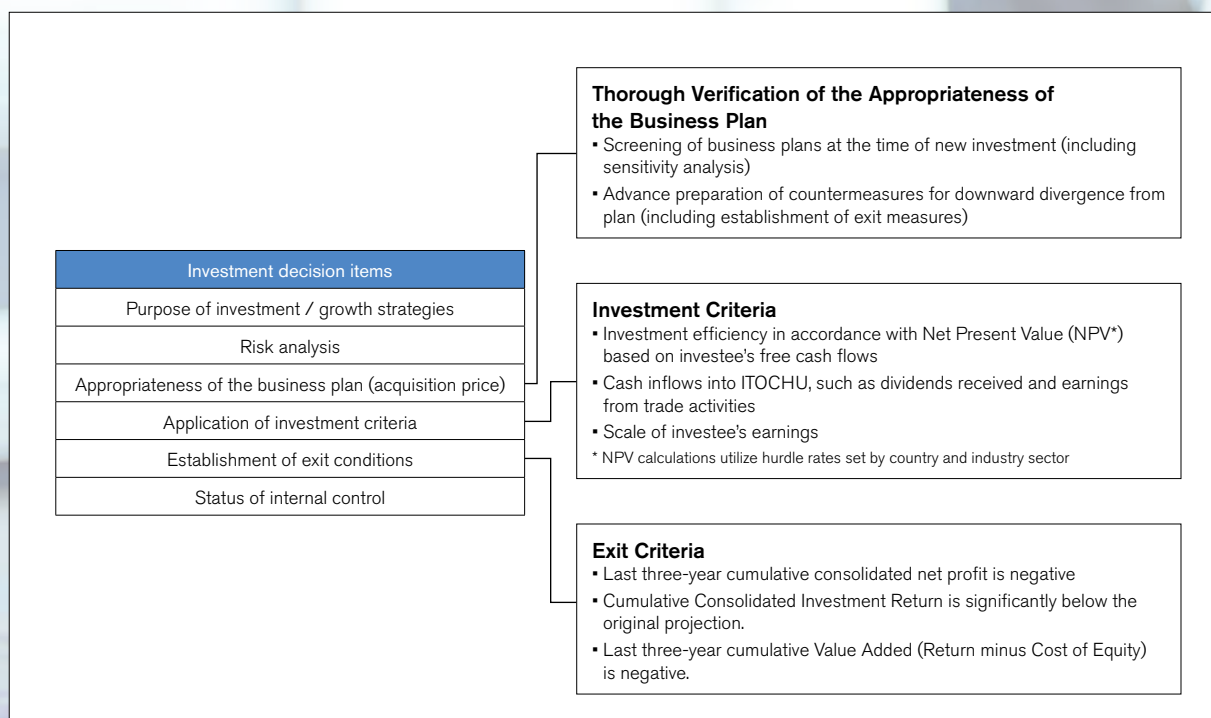 Investment decision items
Purpose of investment / growth strategies
Risk analysis
Appropriateness of the business plan (acquisition price)
Application of investment criteria
Establishment of exit conditions
Status of internal control
Thorough Verification of the Appropriateness of
the Business Plan
▪ Screening of business plans at the time of new investment (including
sensitivity analysis)
▪ Advance preparation of countermeasures for downward divergence from
plan (including establishment of exit measures)
Investment Criteria
▪ Investment efficiency in accordance with Net Present Value (NPV*)
based on investee's free cash flows
▪ Cash inflows into ITOCHU, such as dividends received and earnings
from trade activities
▪ Scale of investee's earnings
* NPV calculations utilize hurdle rates set by country and industry sector
Exit Criteria
▪ Last three-year cumulative consolidated net profit is negative
▪ Cumulative Consolidated Investment Return is significantly below the
original projection.
▪ Last three-year cumulative Value Added (Return minus Cost of Equity)
is negative.